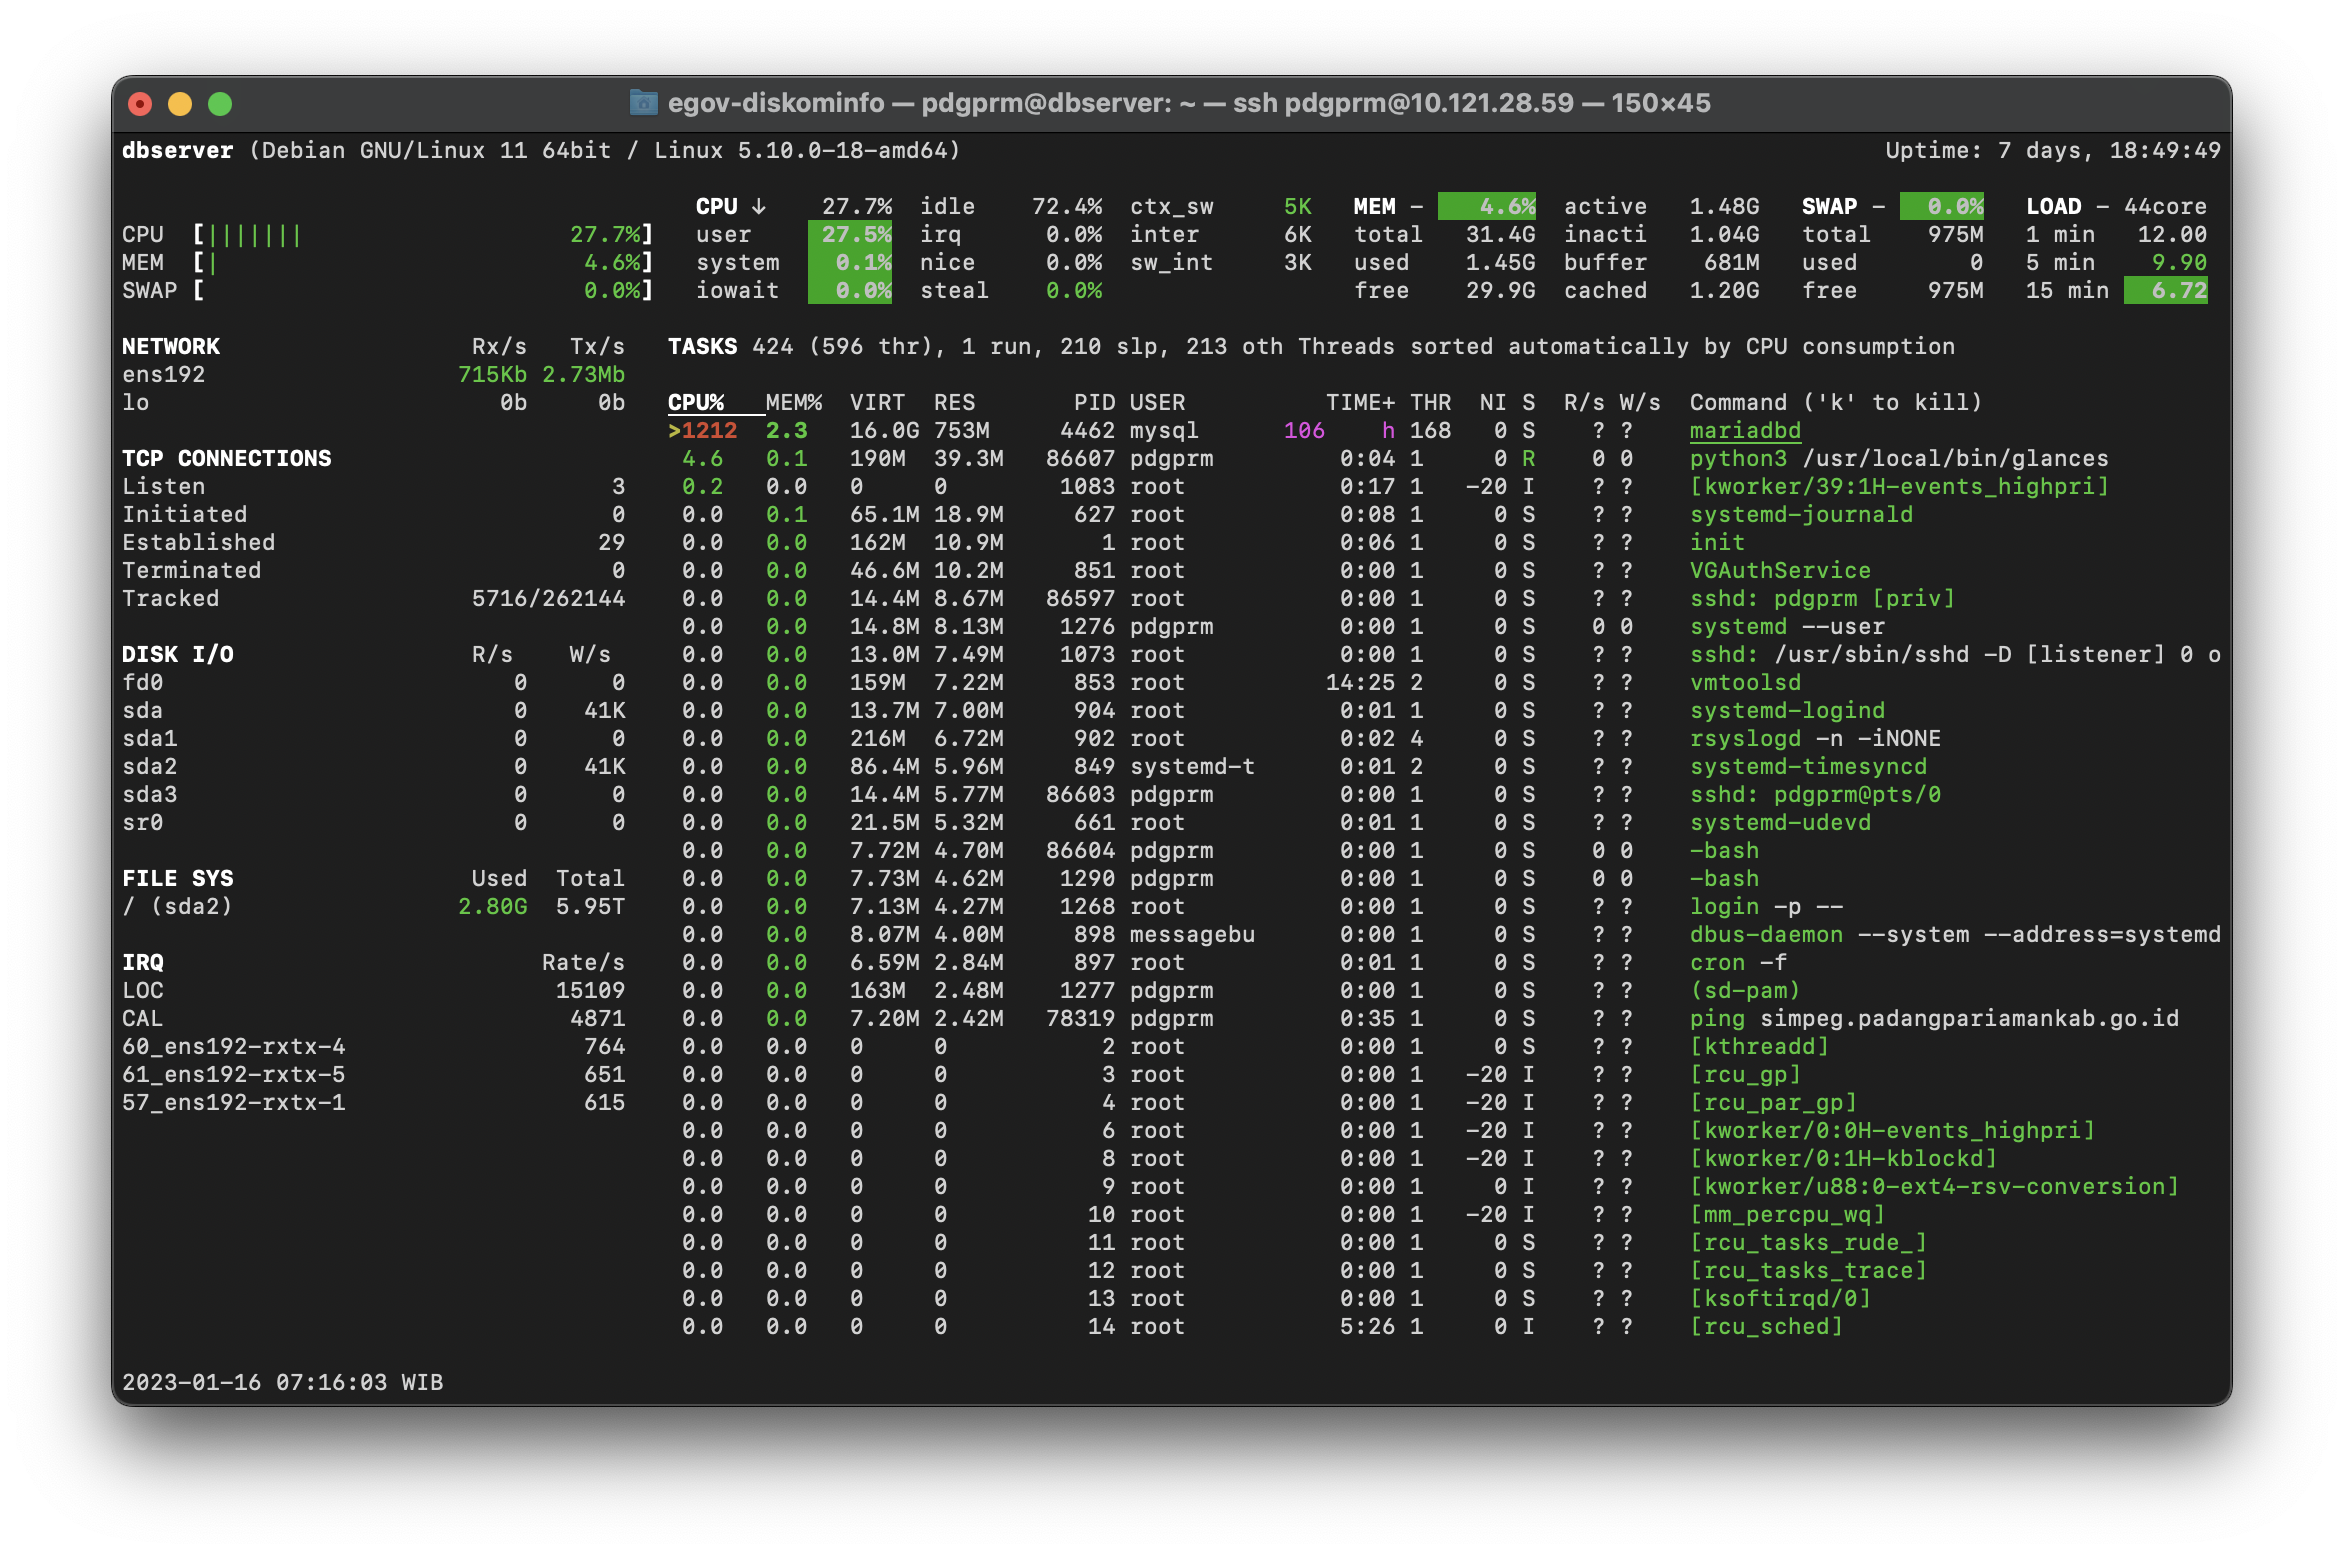 egov-diskominfo — pdgprm@dbserver: ~ — ssh pdgprm@10.121.28.59 — 150×45
dbserver (Debian GNU/Linux 11 64bit / Linux 5.10.0-18-amd64) Uptime: 7 days, 18:49:49
CPU ↓ 27.7% idle 72.4% ctx_sw 5K MEM - 4.6% active 1.48G SWAP - 0.0% LOAD - 44core
CPU [||||||| 27.7%] user 27.5% irq 0.0% inter 6K total 31.4G inacti 1.04G total 975M 1 min 12.00
MEM [| 4.6%] system 0.1% nice 0.0% sw_int 3K used 1.45G buffer 681M used 0 5 min 9.90
SWAP [ 0.0%] iowait 0.0% steal 0.0% free 29.9G cached 1.20G free 975M 15 min 6.72
NETWORK Rx/s Tx/s TASKS 424 (596 thr), 1 run, 210 slp, 213 oth Threads sorted automatically by CPU consumption
ens192 715Kb 2.73Mb
lo 0b 0b CPU% MEM% VIRT RES PID USER TIME+ THR NI S R/s W/s Command ('k' to kill)
>1212 2.3 16.0G 753M 4462 mysql 106 h 168 0 S ? ? mariadbd
TCP CONNECTIONS 4.6 0.1 190M 39.3M 86607 pdgprm 0:04 1 0 R 0 0 python3 /usr/local/bin/glances
Listen 3 0.2 0.0 0 0 1083 root 0:17 1 -20 I ? ? [kworker/39:1H-events_highpri]
Initiated 0 0.0 0.1 65.1M 18.9M 627 root 0:08 1 0 S ? ? systemd-journald
Established 29 0.0 0.0 162M 10.9M 1 root 0:06 1 0 S ? ? init
Terminated 0 0.0 0.0 46.6M 10.2M 851 root 0:00 1 0 S ? ? VGAuthService
Tracked 5716/262144 0.0 0.0 14.4M 8.67M 86597 root 0:00 1 0 S ? ? sshd: pdgprm [priv]
0.0 0.0 14.8M 8.13M 1276 pdgprm 0:00 1 0 S 0 0 systemd --user
DISK I/O R/s W/s 0.0 0.0 13.0M 7.49M 1073 root 0:00 1 0 S ? ? sshd: /usr/sbin/sshd -D [listener] 0 o
fd0 0 0 0.0 0.0 159M 7.22M 853 root 14:25 2 0 S ? ? vmtoolsd
sda 0 41K 0.0 0.0 13.7M 7.00M 904 root 0:01 1 0 S ? ? systemd-logind
sda1 0 0 0.0 0.0 216M 6.72M 902 root 0:02 4 0 S ? ? rsyslogd -n -iNONE
sda2 0 41K 0.0 0.0 86.4M 5.96M 849 systemd-t 0:01 2 0 S ? ? systemd-timesyncd
sda3 0 0 0.0 0.0 14.4M 5.77M 86603 pdgprm 0:00 1 0 S ? ? sshd: pdgprm@pts/0
sr0 0 0 0.0 0.0 21.5M 5.32M 661 root 0:01 1 0 S ? ? systemd-udevd
0.0 0.0 7.72M 4.70M 86604 pdgprm 0:00 1 0 S 0 0 -bash
FILE SYS Used Total 0.0 0.0 7.73M 4.62M 1290 pdgprm 0:00 1 0 S 0 0 -bash
/ (sda2) 2.80G 5.95T 0.0 0.0 7.13M 4.27M 1268 root 0:00 1 0 S ? ? login -p --
0.0 0.0 8.07M 4.00M 898 messagebu 0:00 1 0 S ? ? dbus-daemon --system --address=systemd
IRQ Rate/s 0.0 0.0 6.59M 2.84M 897 root 0:01 1 0 S ? ? cron -f
LOC 15109 0.0 0.0 163M 2.48M 1277 pdgprm 0:00 1 0 S ? ? (sd-pam)
CAL 4871 0.0 0.0 7.20M 2.42M 78319 pdgprm 0:35 1 0 S ? ? ping simpeg.padangpariamankab.go.id
60_ens192-rxtx-4 764 0.0 0.0 0 0 2 root 0:00 1 0 S ? ? [kthreadd]
61_ens192-rxtx-5 651 0.0 0.0 0 0 3 root 0:00 1 -20 I ? ? [rcu_gp]
57_ens192-rxtx-1 615 0.0 0.0 0 0 4 root 0:00 1 -20 I ? ? [rcu_par_gp]
0.0 0.0 0 0 6 root 0:00 1 -20 I ? ? [kworker/0:0H-events_highpri]
0.0 0.0 0 0 8 root 0:00 1 -20 I ? ? [kworker/0:1H-kblockd]
0.0 0.0 0 0 9 root 0:00 1 0 I ? ? [kworker/u88:0-ext4-rsv-conversion]
0.0 0.0 0 0 10 root 0:00 1 -20 I ? ? [mm_percpu_wq]
0.0 0.0 0 0 11 root 0:00 1 0 S ? ? [rcu_tasks_rude_]
0.0 0.0 0 0 12 root 0:00 1 0 S ? ? [rcu_tasks_trace]
0.0 0.0 0 0 13 root 0:00 1 0 S ? ? [ksoftirqd/0]
0.0 0.0 0 0 14 root 5:26 1 0 I ? ? [rcu_sched]
2023-01-16 07:16:03 WIB